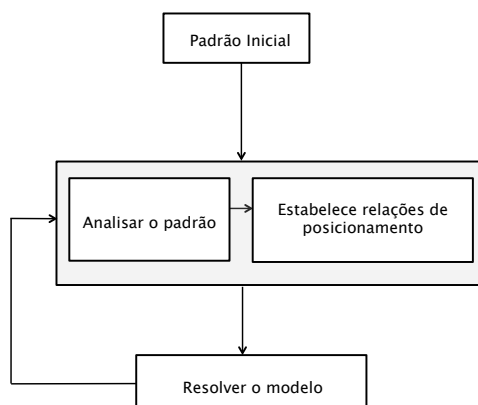 Padrão Inicial
Analisar o padrão
Estabelece relações de
posicionamento
Resolver o modelo